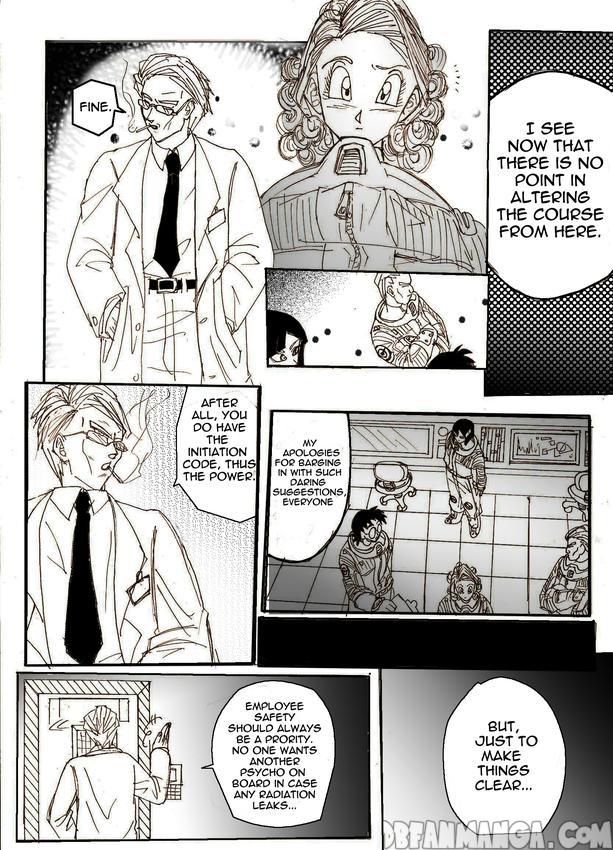 FINE.
I SEE
NOW THAT
THERE IS NO
POINT IN
ALTERING
THE COURSE
FROM HERE.
AFTER
ALL, YOU
DO HAVE
THE
INITIATION
CODE, THUS
THE POWER.
MY
APOLOGIES
FOR BARGING
IN WITH SUCH
DARING
SUGGESTIONS,
EVERYONE
EMPLOYEE
SAFETY
SHOULD ALWAYS
BE A PRORITY.
NO ONE WANTS
ANOTHER
PSYCHO ON
BOARD IN CASE
ANY RADIATION
LEAKS...
BUT,
JUST TO
MAKE
THINGS
CLEAR...
DBFANMANGA.COM